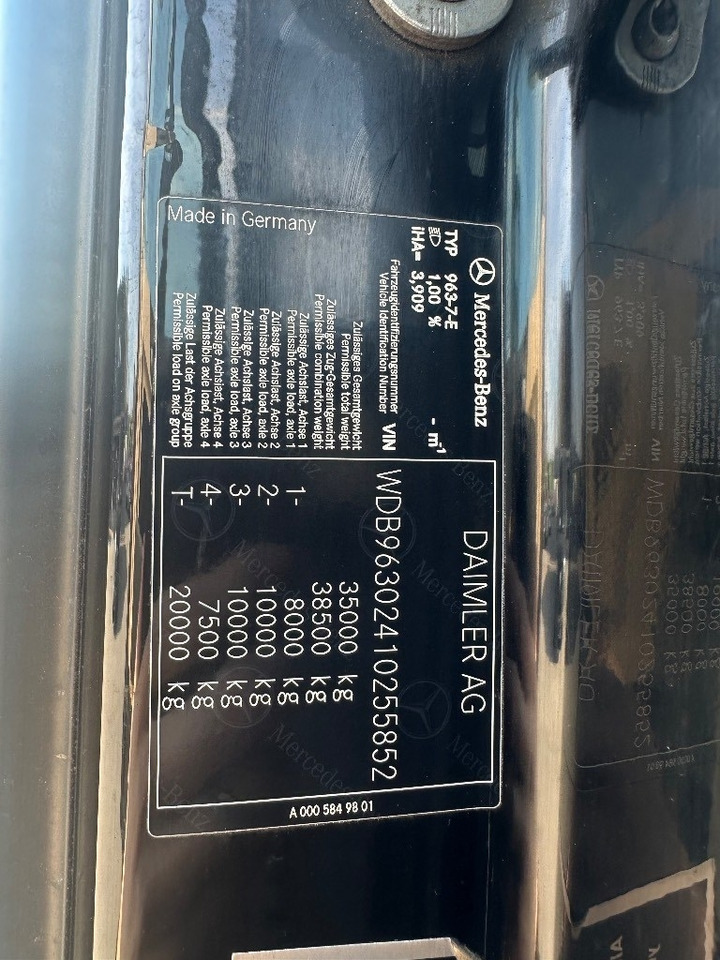 Mercedes-Benz
DAIMLER AG
TYP 963-7-E
1,00 % - m⁻¹
iHA= 3,909
Fahrzeugidentifizierungsnummer
Vehicle Identification Number VIN WDB96302410255852
Zulässiges Gesamtgewicht
Permissible total weight 35000 kg
Zulässiges Zug-Gesamtgewicht
Permissible combination weight 38500 kg
Zulässige Achslast, Achse 1
Permissible axle load, axle 1 1- 8000 kg
Zulässige Achslast, Achse 2
Permissible axle load, axle 2 2- 10000 kg
Zulässige Achslast, Achse 3
Permissible axle load, axle 3 3- 10000 kg
Zulässige Achslast, Achse 4
Permissible axle load, axle 4 4- 7500 kg
Zulässige Last der Achsgruppe
Permissible load on axle group T- 20000 kg
Made in Germany
A 000 584 98 01